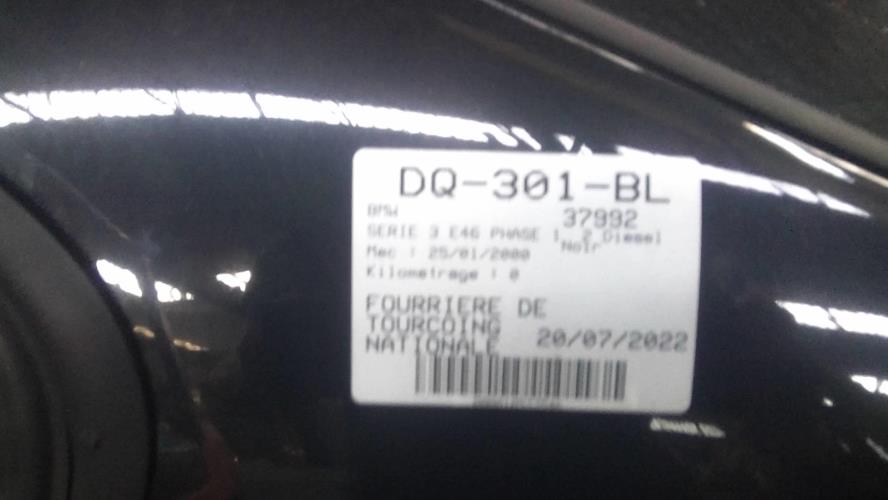 DQ-301-BL
BMW 37992
SERIE 3 E46 PHASE 1, 2 Diesel
Noir
Mec : 25/01/2000
Kilometrage : 0
FOURRIERE DE
TOURCOING
NATIONALE 20/07/2022